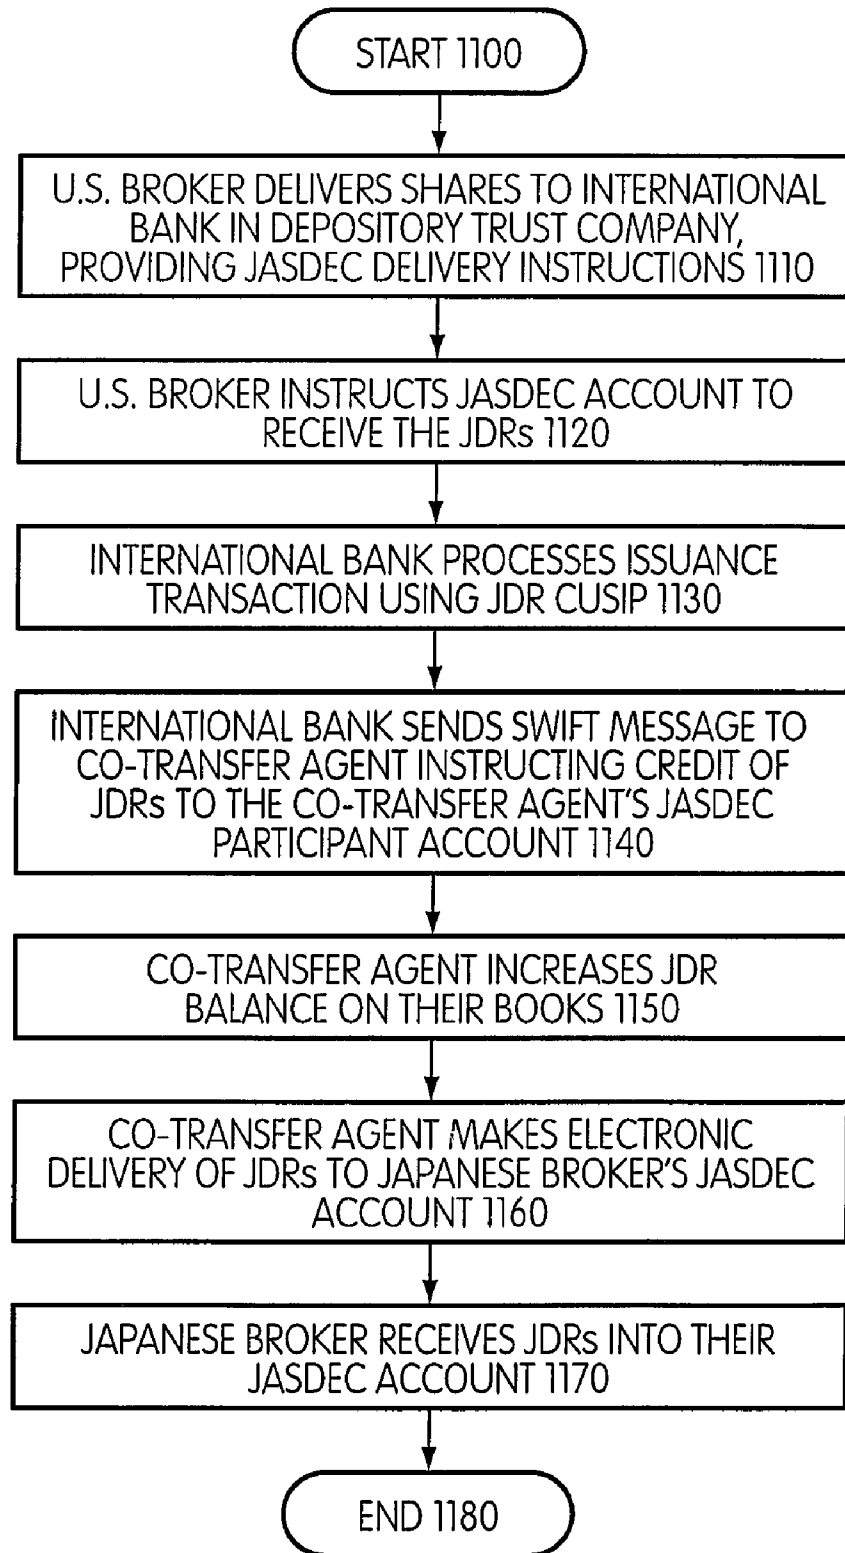 START 1100
U.S. BROKER DELIVERS SHARES TO INTERNATIONAL
BANK IN DEPOSITORY TRUST COMPANY,
PROVIDING JASDEC DELIVERY INSTRUCTIONS 1110
U.S. BROKER INSTRUCTS JASDEC ACCOUNT TO
RECEIVE THE JDRs 1120
INTERNATIONAL BANK PROCESSES ISSUANCE
TRANSACTION USING JDR CUSIP 1130
INTERNATIONAL BANK SENDS SWIFT MESSAGE TO
CO-TRANSFER AGENT INSTRUCTING CREDIT OF
JDRs TO THE CO-TRANSFER AGENT'S JASDEC
PARTICIPANT ACCOUNT 1140
CO-TRANSFER AGENT INCREASES JDR
BALANCE ON THEIR BOOKS 1150
CO-TRANSFER AGENT MAKES ELECTRONIC
DELIVERY OF JDRs TO JAPANESE BROKER'S JASDEC
ACCOUNT 1160
JAPANESE BROKER RECEIVES JDRs INTO THEIR
JASDEC ACCOUNT 1170
END 1180